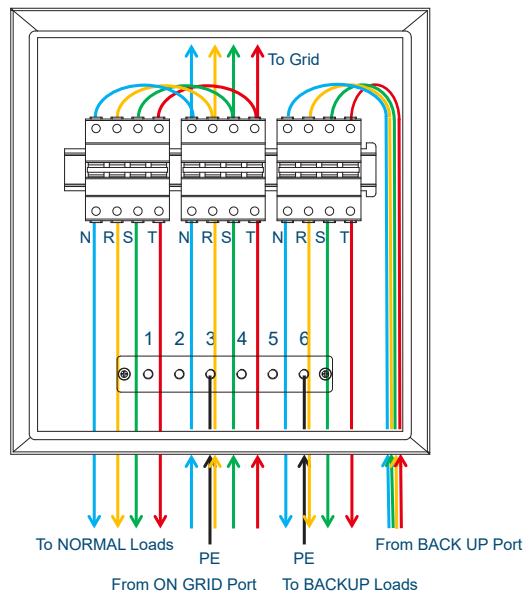 To Grid
N R S T N R S T N R S T
1 2 3 4 5 6
To NORMAL Loads
From BACK UP Port
PE
PE
From ON GRID Port
To BACKUP Loads